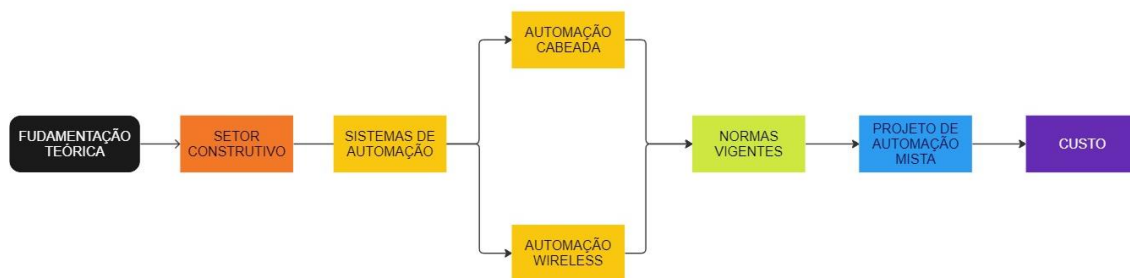 FUDAMENTAÇÃO
TEÓRICA
SETOR
CONSTRUTIVO
SISTEMAS DE
AUTOMAÇÃO
AUTOMAÇÃO
CABEADA
AUTOMAÇÃO
WIRELESS
NORMAS
VIGENTES
PROJETO DE
AUTOMAÇÃO
MISTA
CUSTO